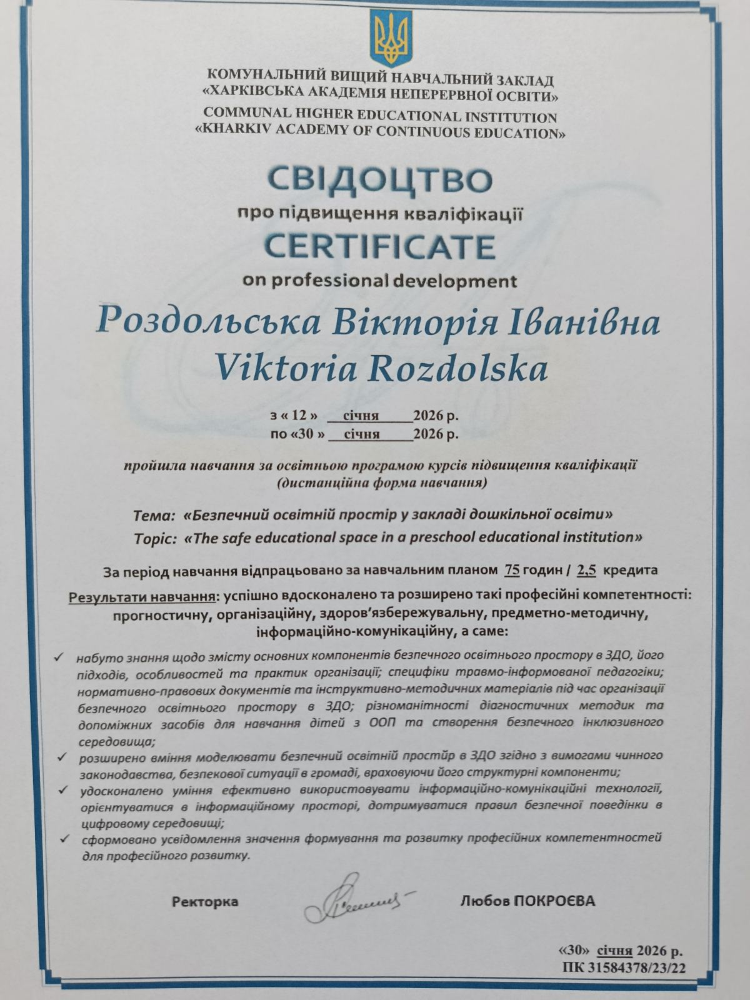 КОМУНАЛЬНИЙ ВИЩИЙ НАВЧАЛЬНИЙ ЗАКЛАД
«ХАРКІВСЬКА АКАДЕМІЯ НЕПЕРЕРВНОЇ ОСВІТИ»
COMMUNAL HIGHER EDUCATIONAL INSTITUTION
«KHARKIV ACADEMY OF CONTINUOUS EDUCATION»
СВІДОЦТВО
про підвищення кваліфікації
CERTIFICATE
on professional development
Роздольська Вікторія Іванівна
Viktoria Rozdolska
з « 12 » січня 2026 р.
по «30 » січня 2026 р.
пройшла навчання за освітньою програмою курсів підвищення кваліфікації
(дистанційна форма навчання)
Тема: «Безпечний освітній простір у закладі дошкільної освіти»
Topic: «The safe educational space in a preschool educational institution»
За період навчання відпрацьовано за навчальним планом 75 годин / 2,5 кредита
Результати навчання: успішно вдосконалено та розширено такі професійні компетентності:
прогностичну, організаційну, здоров’язбережувальну, предметно-методичну,
інформаційно-комунікаційну, а саме:
✓ набуто знання щодо змісту основних компонентів безпечного освітнього простору в ЗДО, його
підходів, особливостей та практик організації; специфіки травмо-інформованої педагогіки;
нормативно-правових документів та інструктивно-методичних матеріалів під час організації
безпечного освітнього простору в ЗДО; різноманітності діагностичних методик та
допоміжних засобів для навчання дітей з ООП та створення безпечного інклюзивного
середовища;
✓ розширено вміння моделювати безпечний освітній простйр в ЗДО згідно з вимогами чинного
законодавства, безпекової ситуації в громаді, враховуючи його структурні компоненти;
✓ удосконалено уміння ефективно використовувати інформаційно-комунікаційні технології,
орієнтуватися в інформаційному просторі, дотримуватися правил безпечної поведінки в
цифровому середовищі;
✓ сформовано усвідомлення значення формування та розвитку професійних компетентностей
для професійного розвитку.
Ректорка Любов ПОКРОЄВА
«30» січня 2026 р.
ПК 31584378/23/22